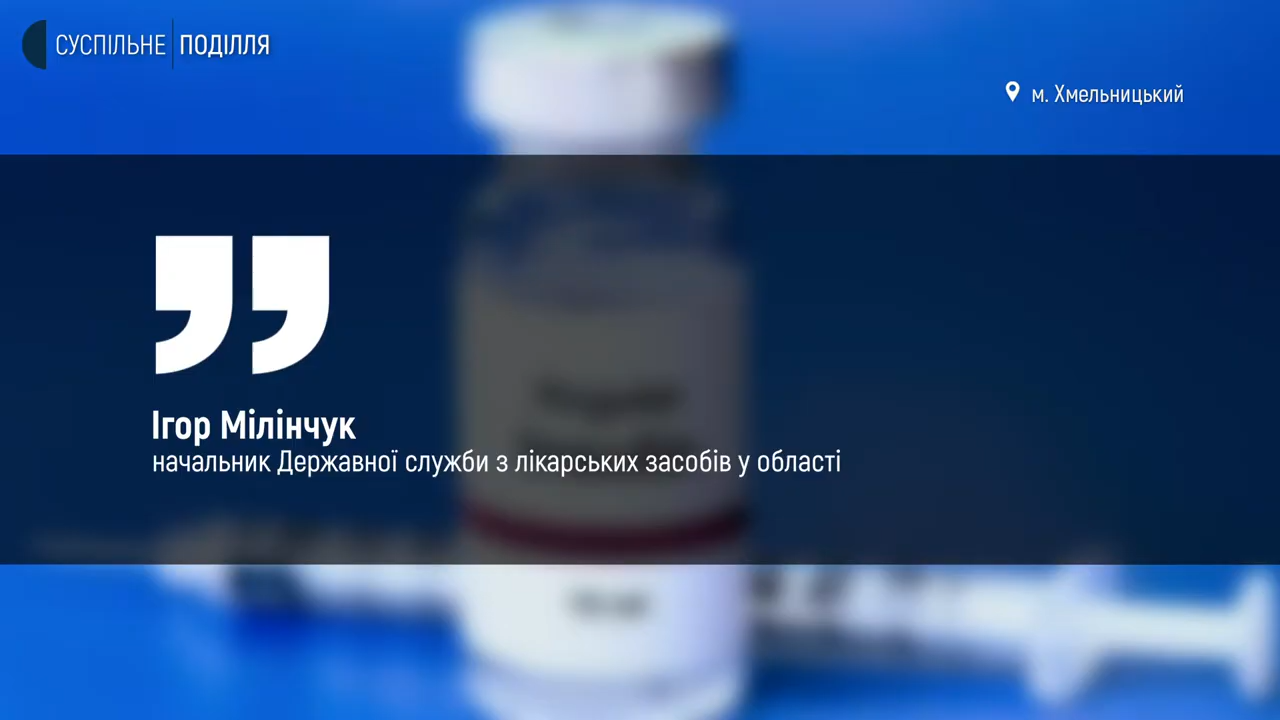 СУСПІЛЬНЕ ПОДІЛЛЯ
м. Хмельницький
Ігор Мілінчук
начальник Державної служби з лікарських засобів у області